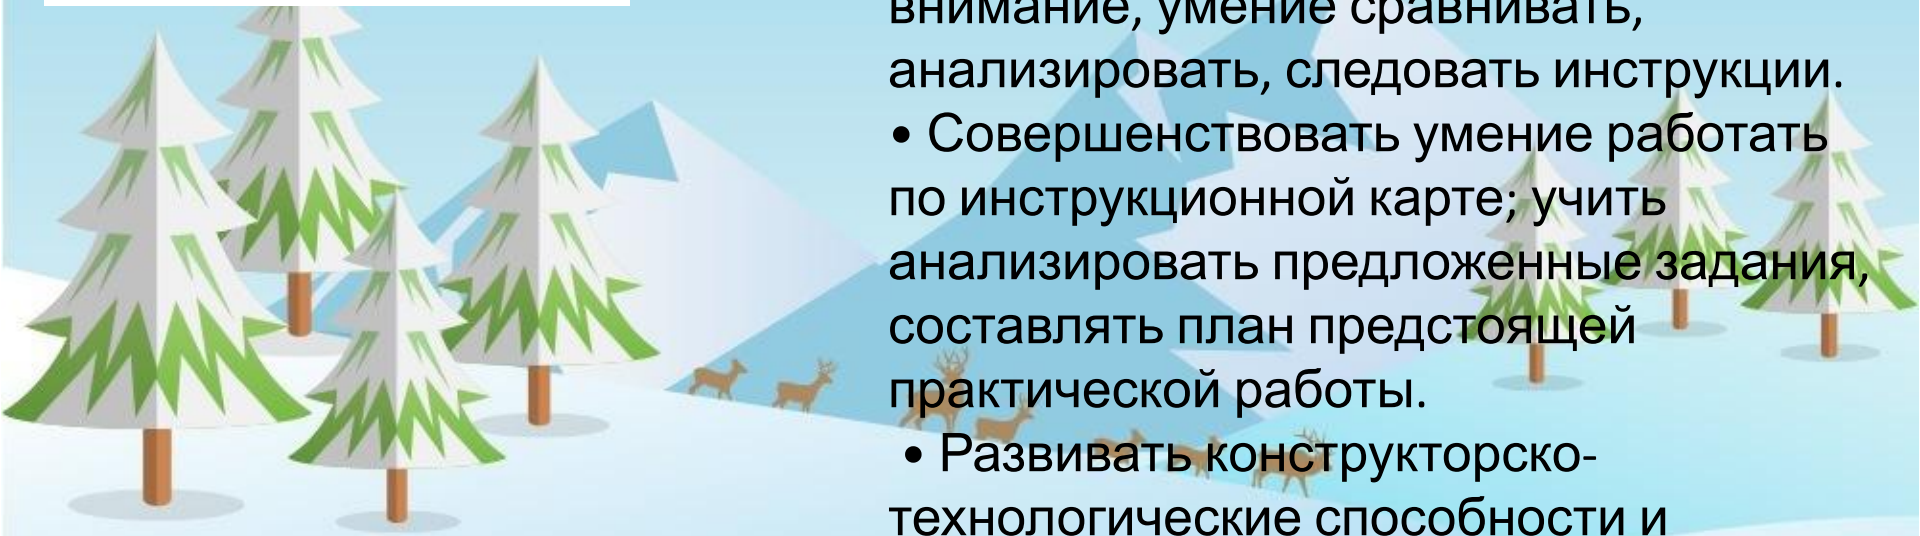 внимание, умение сравнивать,
анализировать, следовать инструкции.
• Совершенствовать умение работать
по инструкционной карте; учить
анализировать предложенные задания,
составлять план предстоящей
практической работы.
• Развивать конструкторско-
технологические способности и